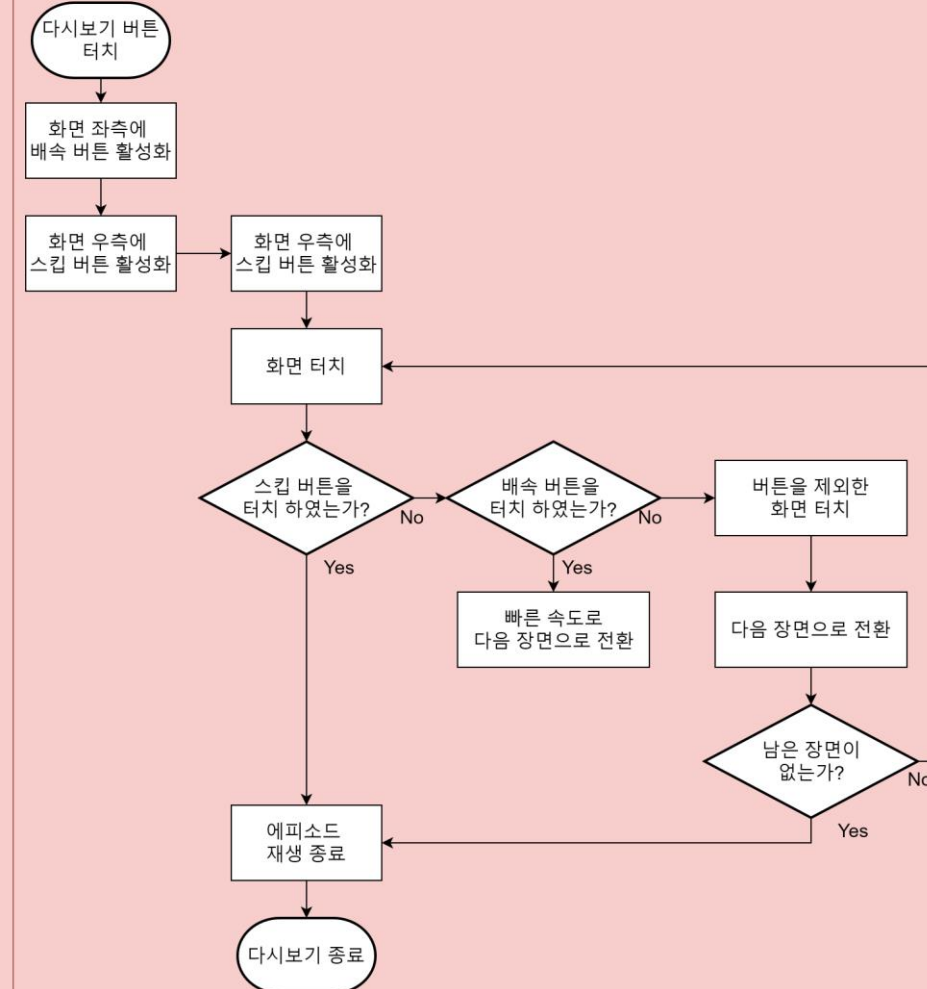 다시보기 버튼
터치
화면 좌측에
배속 버튼 활성화
화면 우측에
스킵 버튼 활성화
화면 우측에
스킵 버튼 활성화
화면 터치
스킵 버튼을
터치 하였는가?
No
Yes
배속 버튼을
터치 하였는가?
No
Yes
버튼을 제외한
화면 터치
빠른 속도로
다음 장면으로 전환
다음 장면으로 전환
남은 장면이
없는가?
No
Yes
에피소드
재생 종료
다시보기 종료